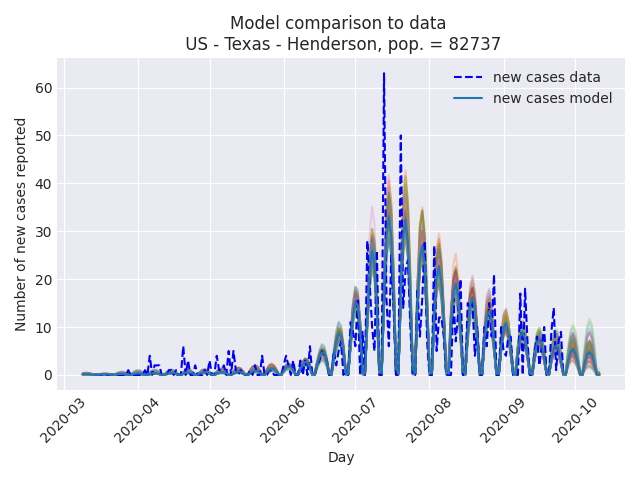 Model comparison to data
US - Texas - Henderson, pop. = 82737
new cases data
new cases model
Number of new cases reported
60
50
40
30
20
10
0
2020-03
2020-04
2020-05
2020-06
2020-07
2020-08
2020-09
2020-10
Day